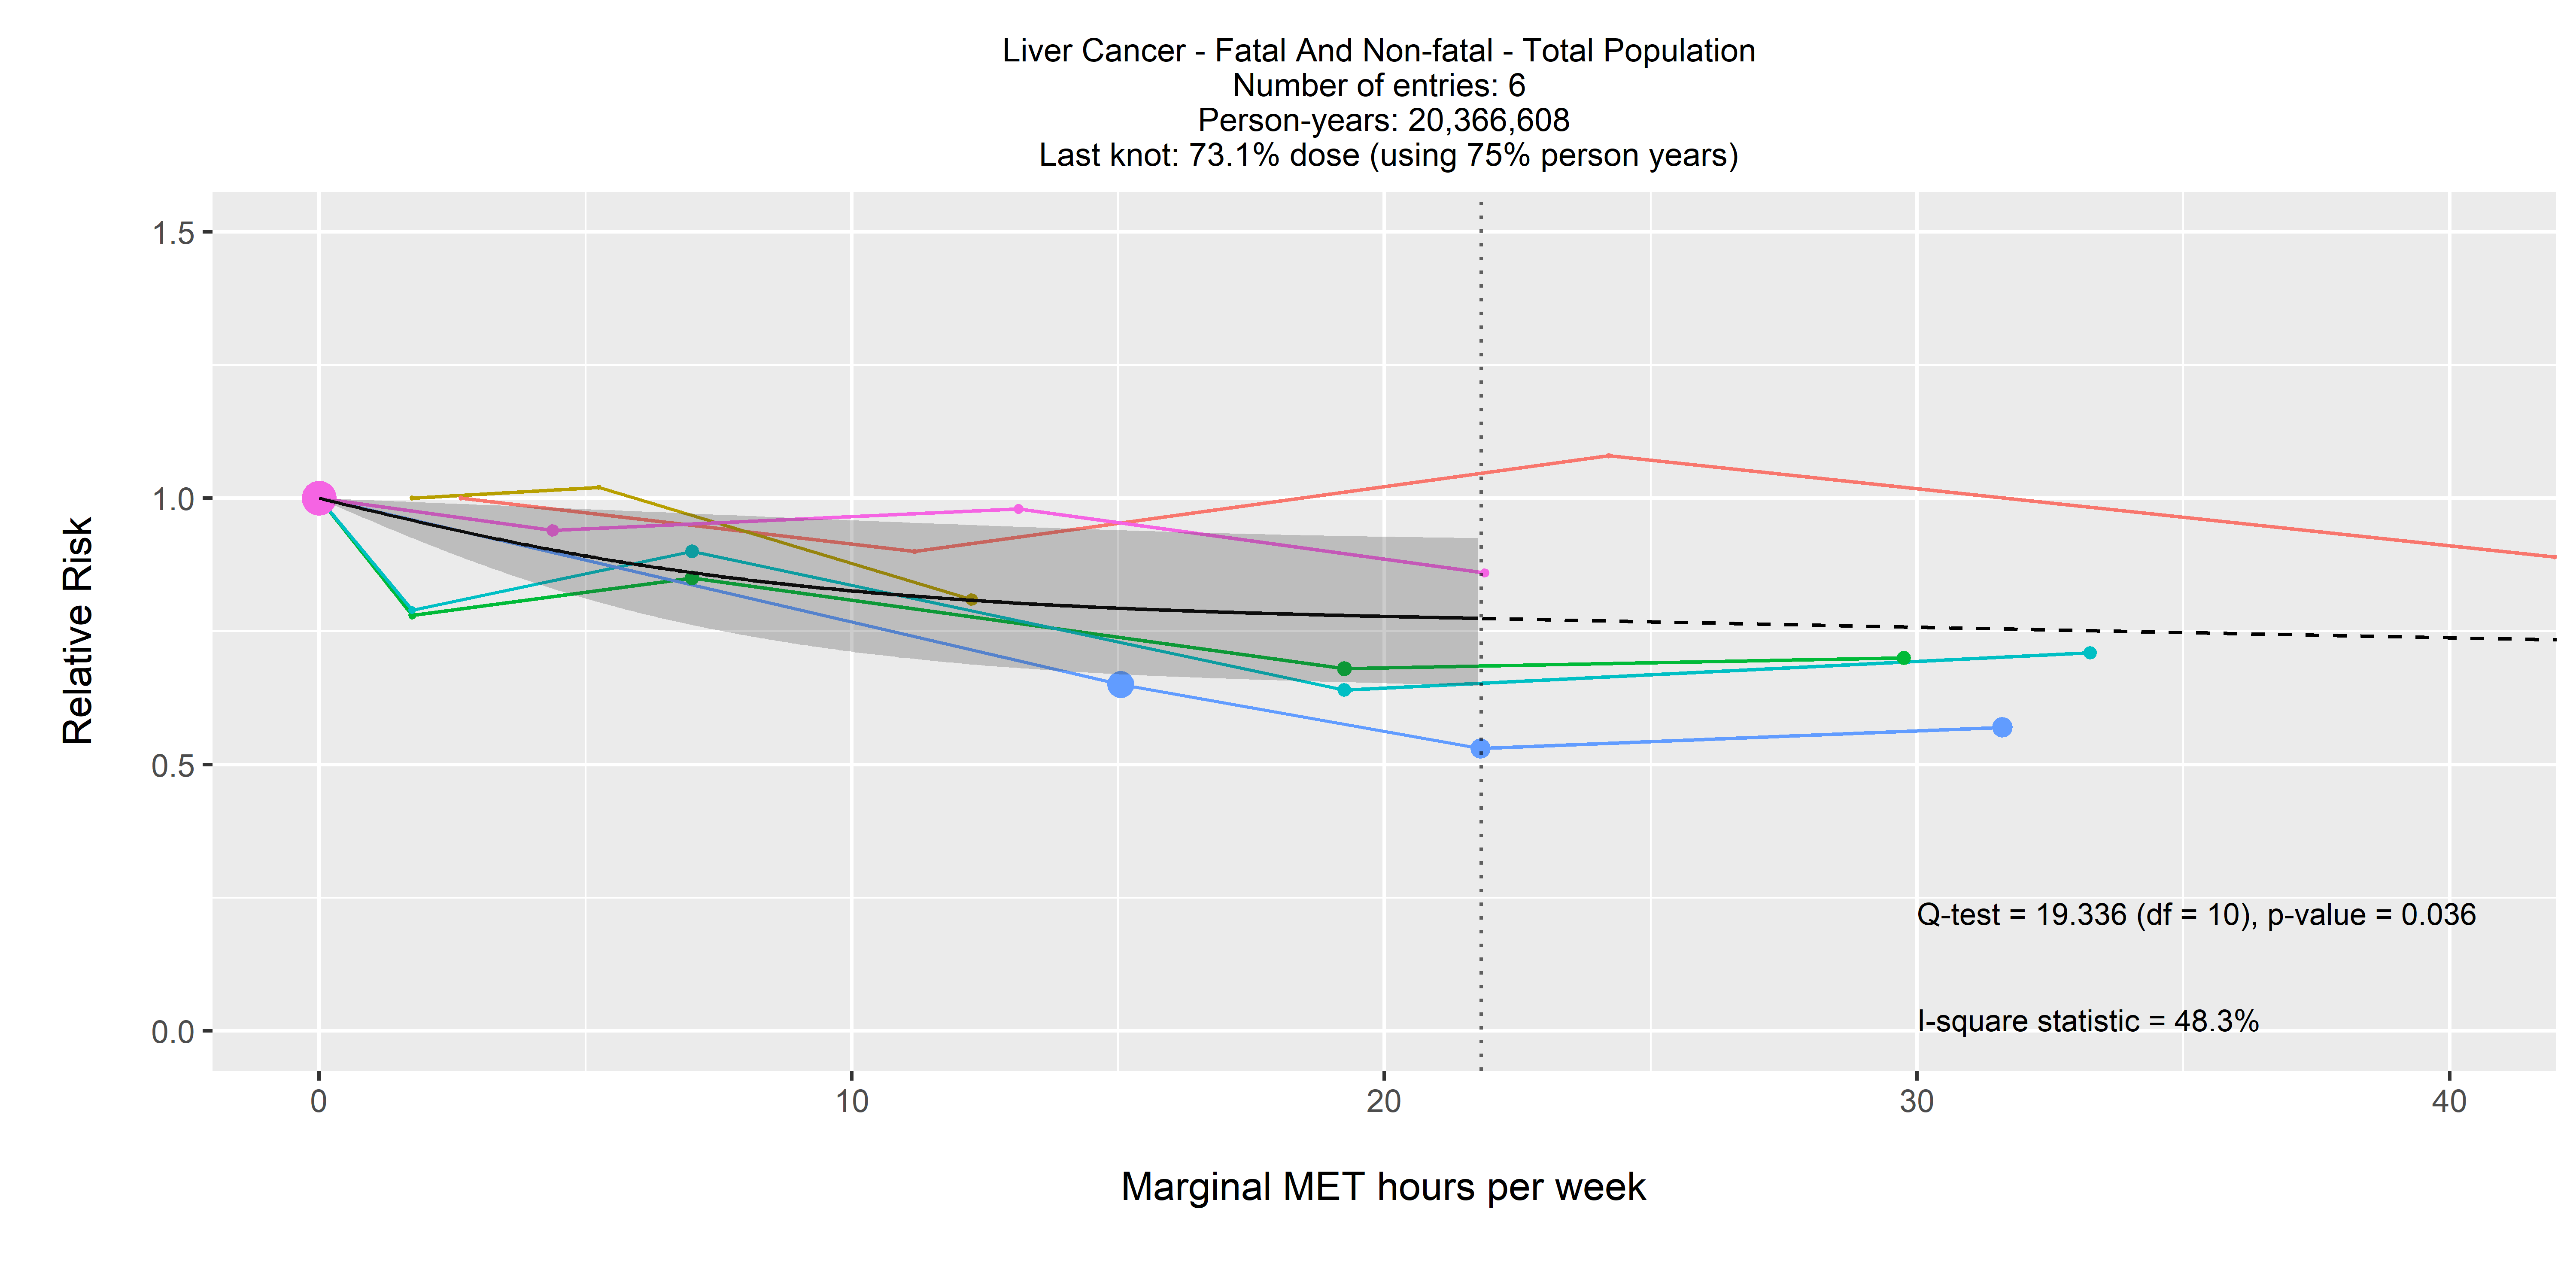 Liver Cancer - Fatal And Non-fatal - Total Population
Number of entries: 6
Person-years: 20,366,608
Last knot: 73.1% dose (using 75% person years)
1.5
1.0
0.5
0.0
Relative Risk
Q-test = 19.336 (df = 10), p-value = 0.036
I-square statistic = 48.3%
0 10 20 30 40
Marginal MET hours per week